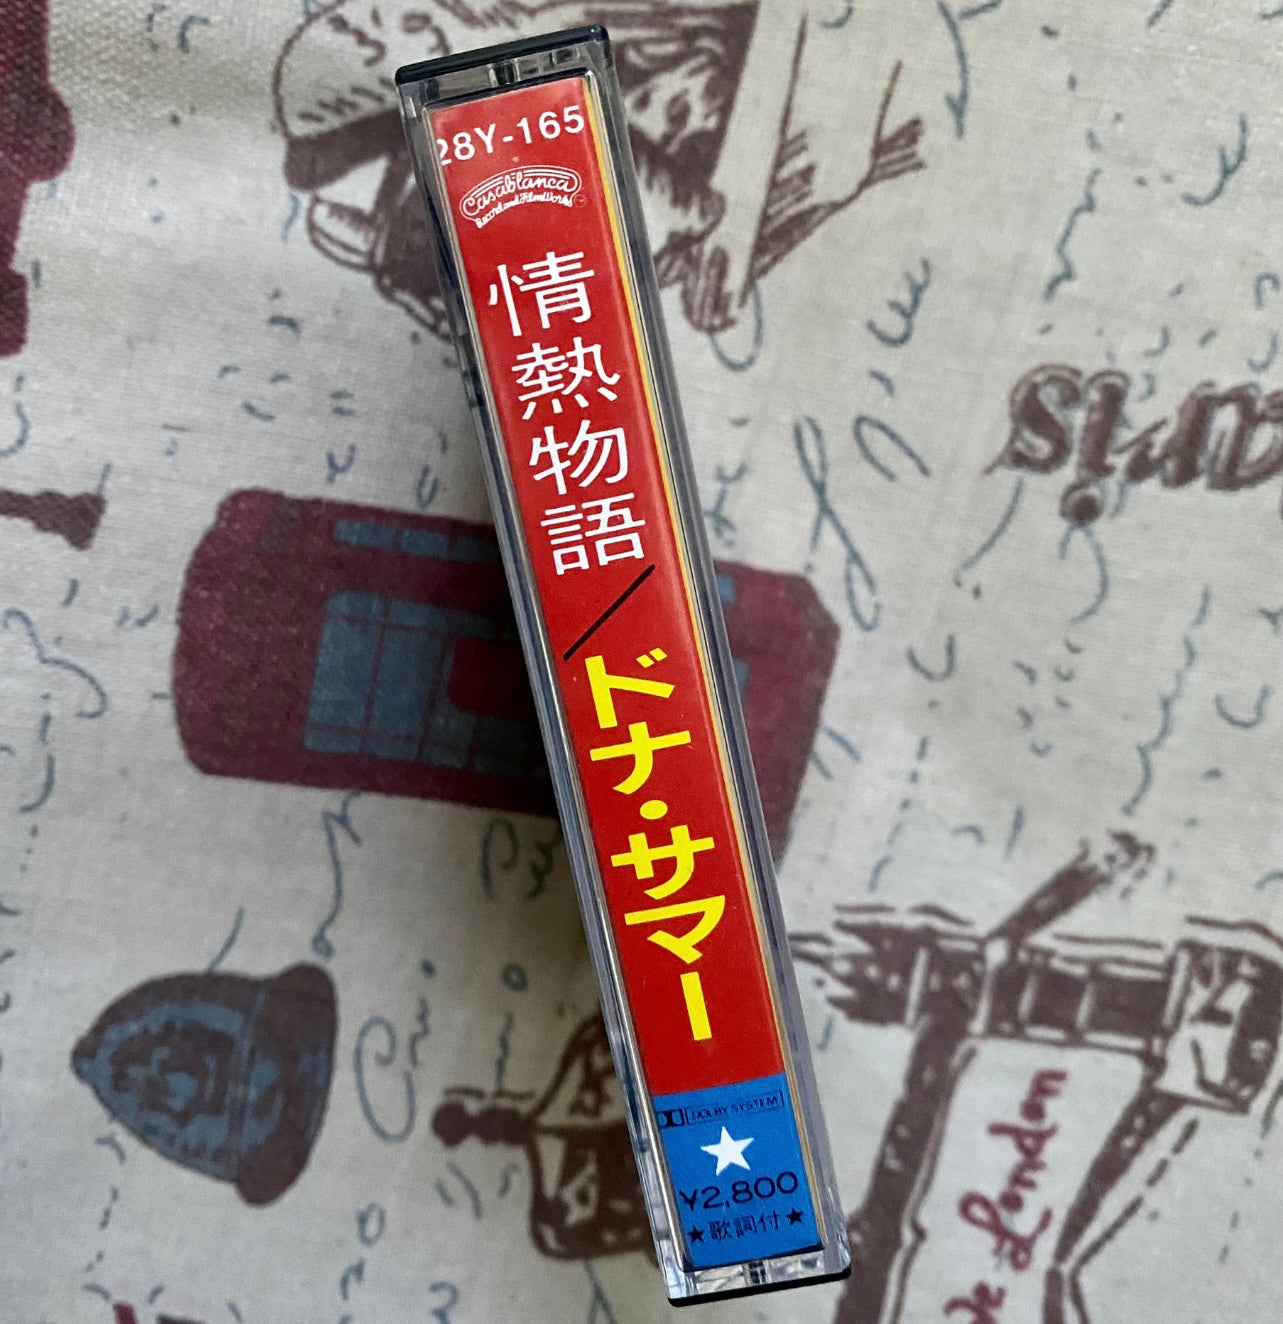 28Y-165
Casablanca
Record and FilmWorks
情熱物語/ドナ・サマー
DOLBY SYSTEM
¥2,800
★歌詞付★
London